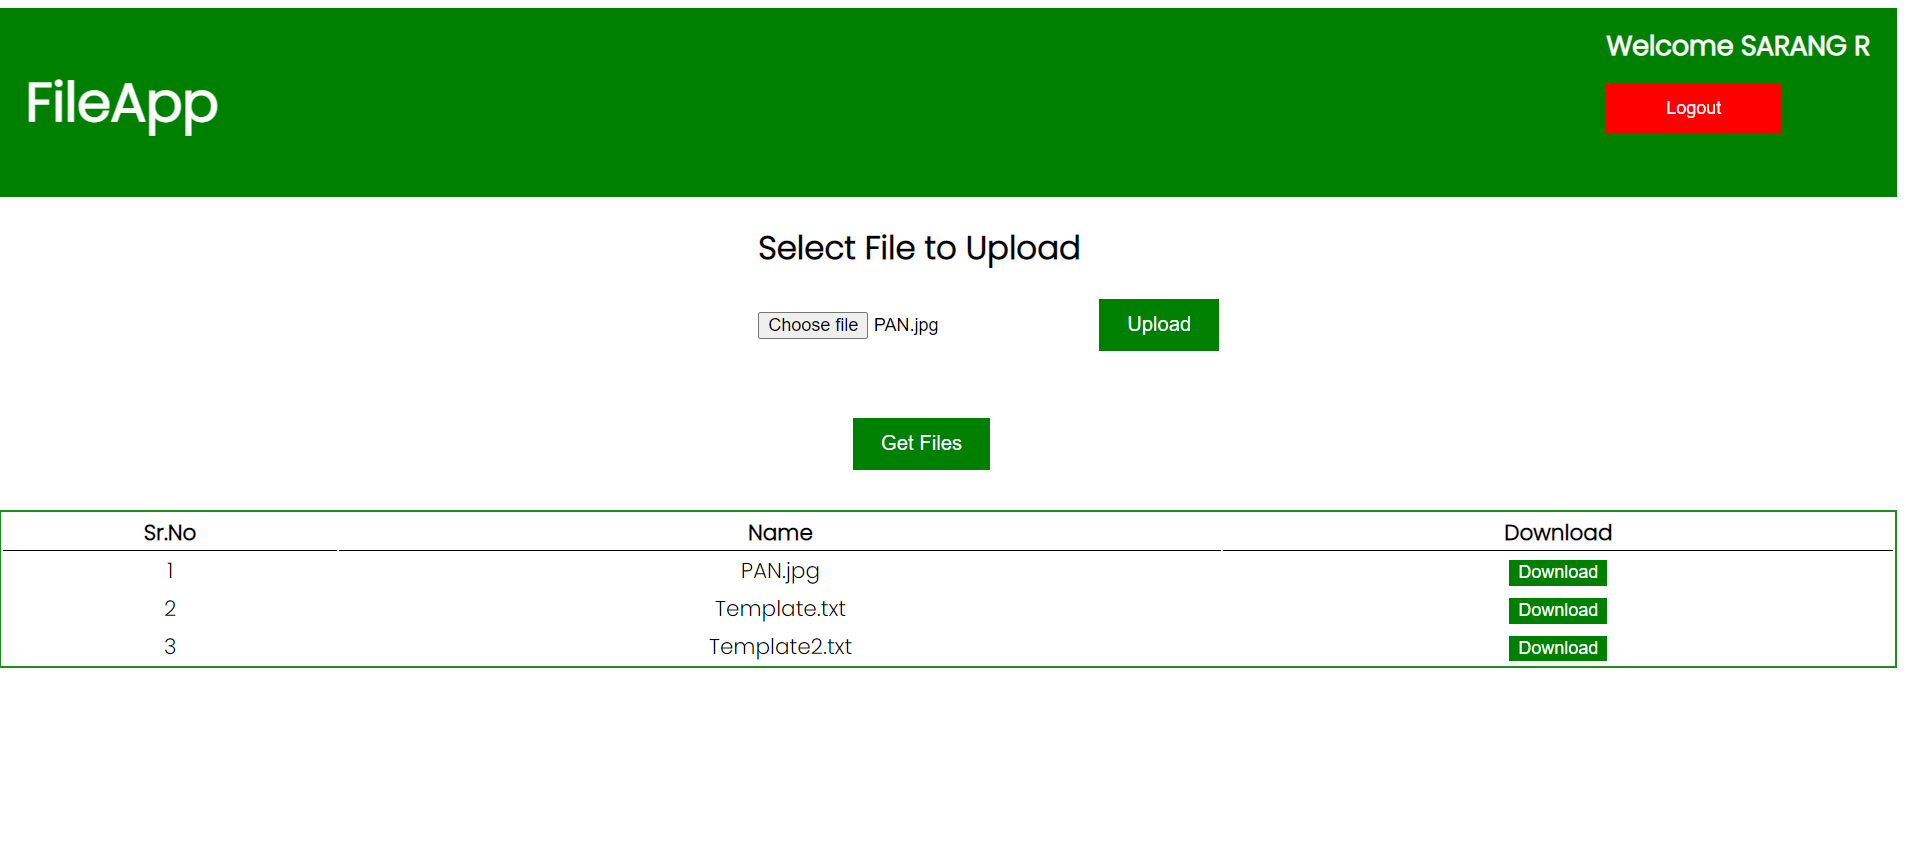 FileApp
Welcome SARANG R
Logout
Select File to Upload
Choose file PAN.jpg
Upload
Get Files
Sr.No Name Download
1 PAN.jpg Download
2 Template.txt Download
3 Template2.txt Download